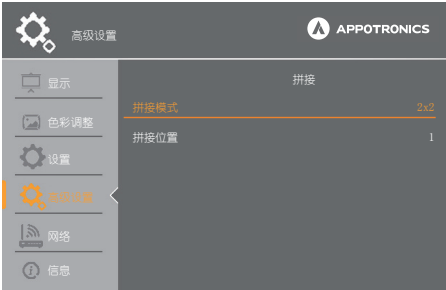 高级设置
APPOTRONICS
显示
色彩调整
设置
高级设置
网络
信息
拼接
拼接模式 2x2
拼接位置 1